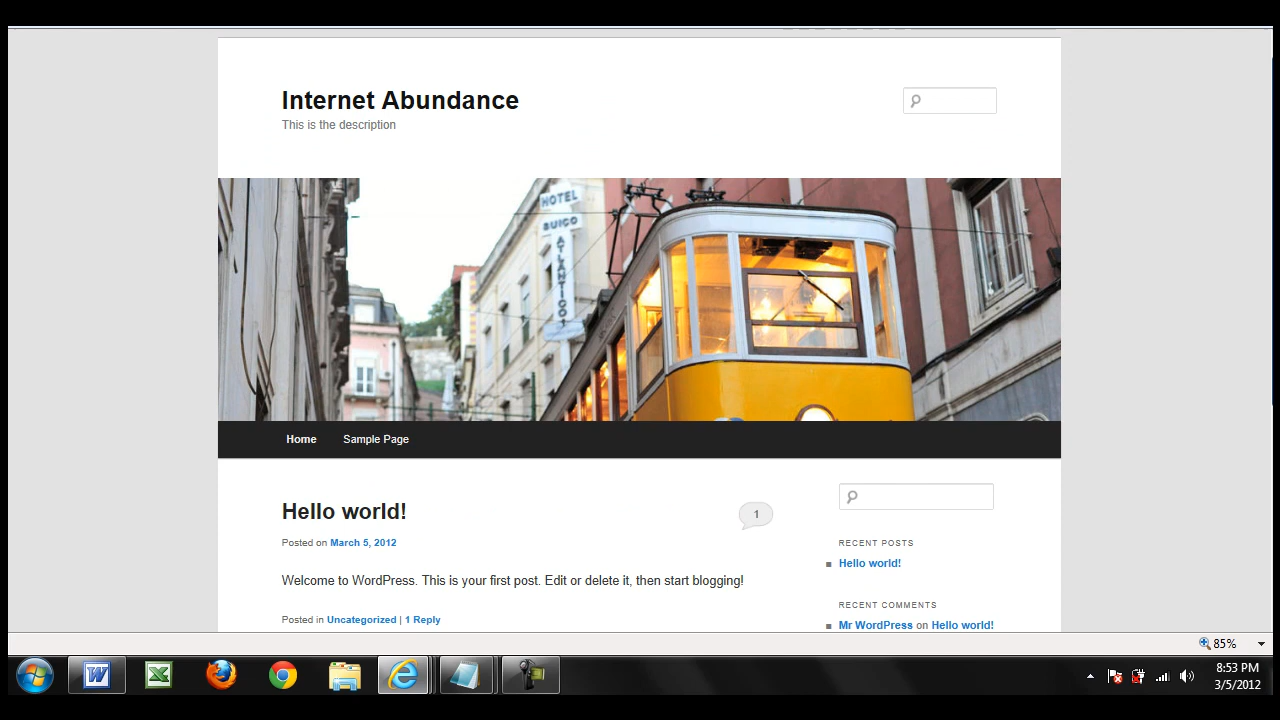 Internet Abundance
This is the description
HOTEL
SUIÇO
ATLANTICO
Home Sample Page
Hello world!
1
Posted on March 5, 2012
Welcome to WordPress. This is your first post. Edit or delete it, then start blogging!
Posted in Uncategorized | 1 Reply
RECENT POSTS
Hello world!
RECENT COMMENTS
Mr WordPress on Hello world!
85%
8:53 PM
3/5/2012